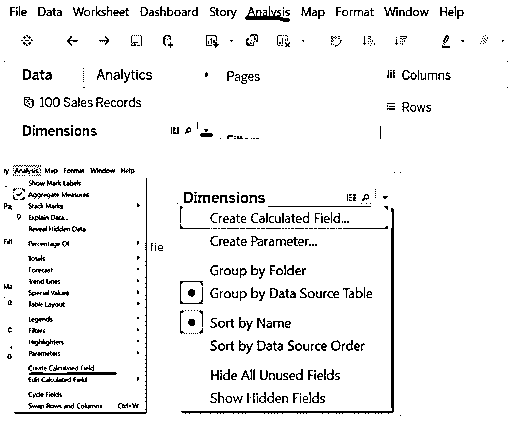 File Data Worksheet Dashboard Story Analysis Map Format Window Help
Data Analytics Pages Columns
100 Sales Records Rows
Dimensions
Analysis Map Format Window Help
Show Mark Labels
Aggregate Measures
Stack Marks
Explain Data...
Reveal Hidden Data
Percentage Of
Totals
Forecast
Trend Lines
Special Values
Table Layout
Legends
Filters
Highlighters
Parameters
Create Calculated Field
Edit Calculated Field
Cycle Fields
Swap Rows and Columns Ctrl+W
Dimensions
Create Calculated Field...
Create Parameter...
Group by Folder
Group by Data Source Table
Sort by Name
Sort by Data Source Order
Hide All Unused Fields
Show Hidden Fields